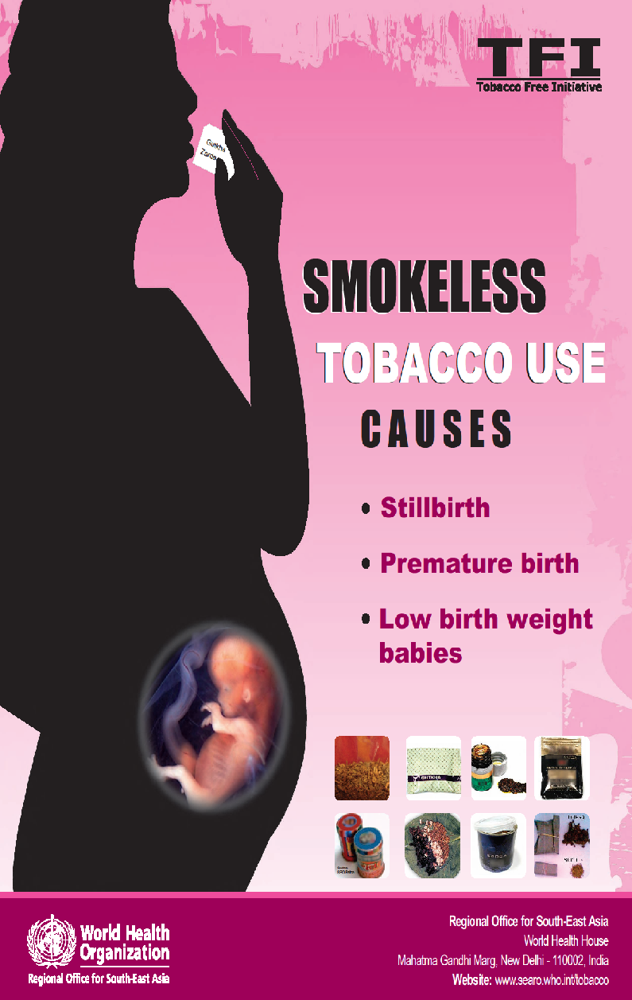 TFI
Tobacco Free Initiative
Gutkha
Zarda
SMOKELESS
TOBACCO USE
CAUSES
• Stillbirth
• Premature birth
• Low birth weight
babies
GUTKHA
World Health
Organization
Regional Office for South-East Asia
Regional Office for South-East Asia
World Health House
Mahatma Gandhi Marg, New Delhi - 110002, India
Website: www.searo.who.int/tobacco